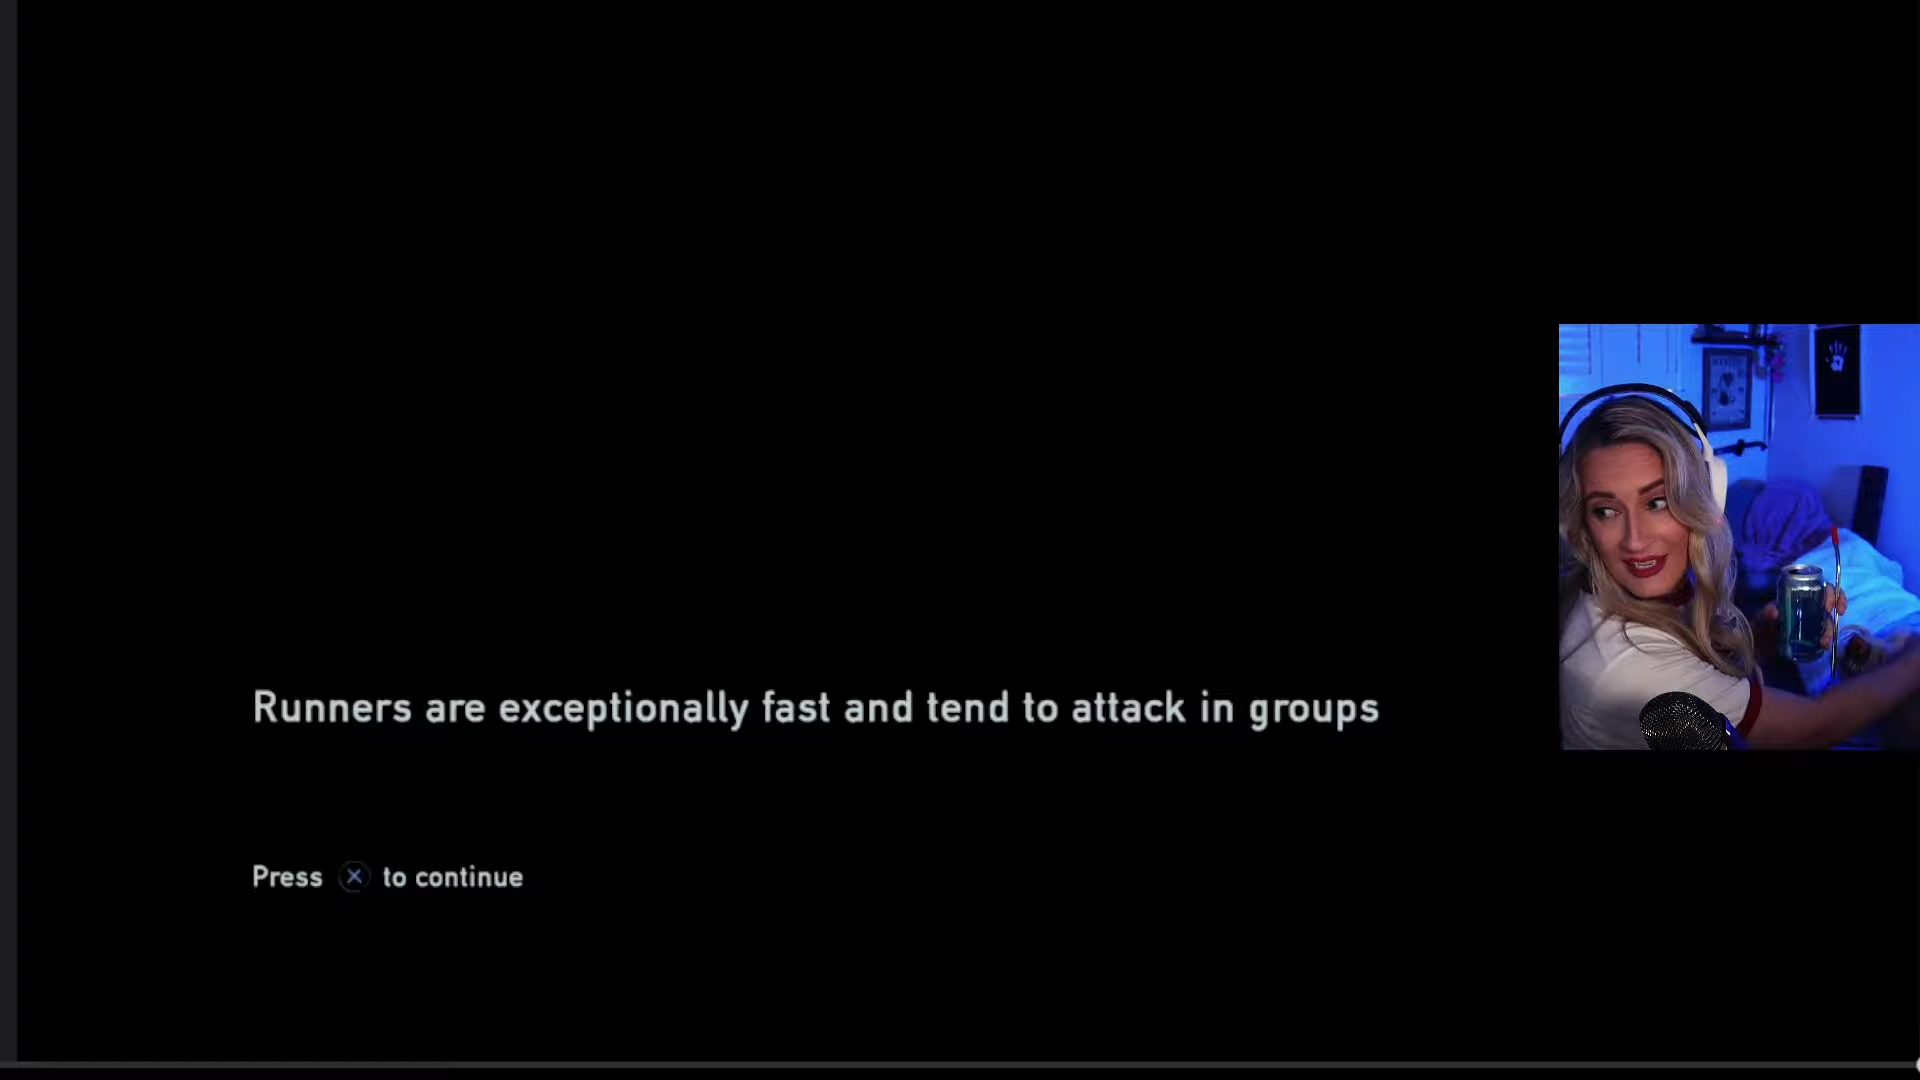 Runners are exceptionally fast and tend to attack in groups
Press ⓧ to continue